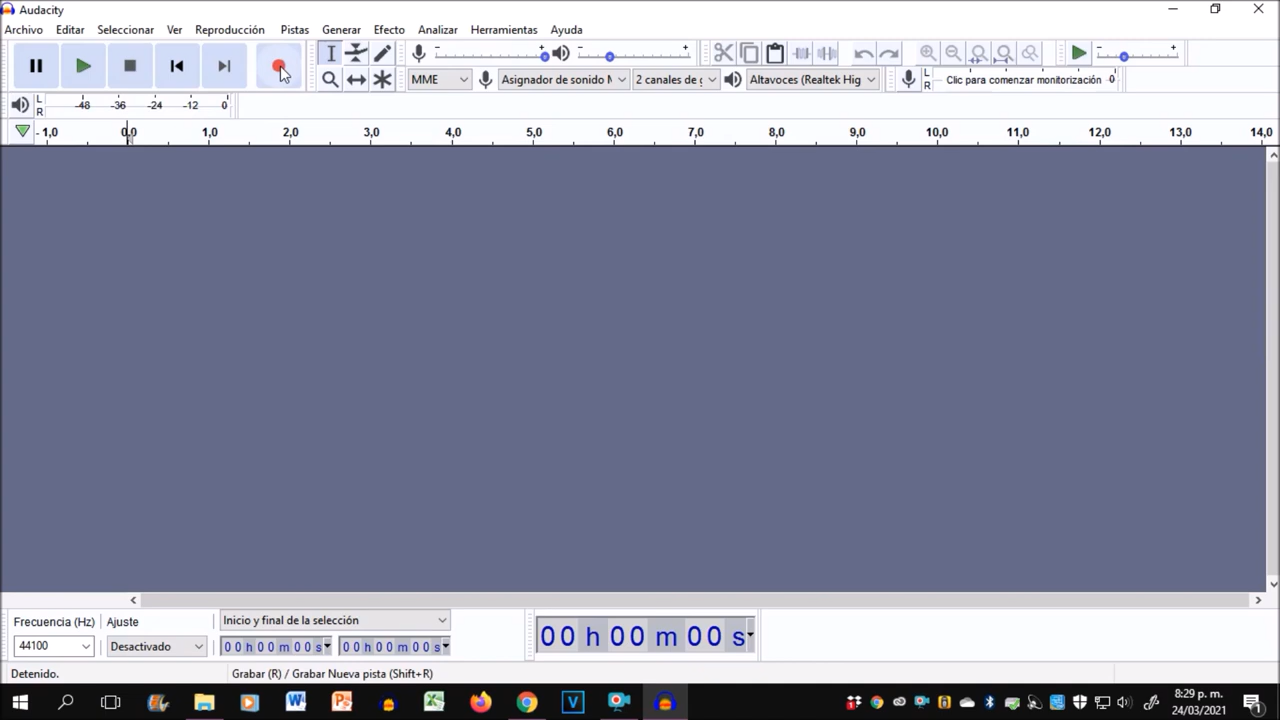 Audacity
Archivo Editar Seleccionar Ver Reproducción Pistas Generar Efecto Analizar Herramientas Ayuda
MME Asignador de sonido M 2 canales de g Altavoces (Realtek Hig L R Clic para comenzar monitorización 0
L R -48 -36 -24 -12 0
- 1,0 0,0 1,0 2,0 3,0 4,0 5,0 6,0 7,0 8,0 9,0 10,0 11,0 12,0 13,0 14,0
Frecuencia (Hz) Ajuste Inicio y final de la selección
44100 Desactivado 00 h 00 m 00 s 00 h 00 m 00 s
00 h 00 m 00 s
Detenido. Grabar (R) / Grabar Nueva pista (Shift+R)
8:29 p. m.
24/03/2021
1